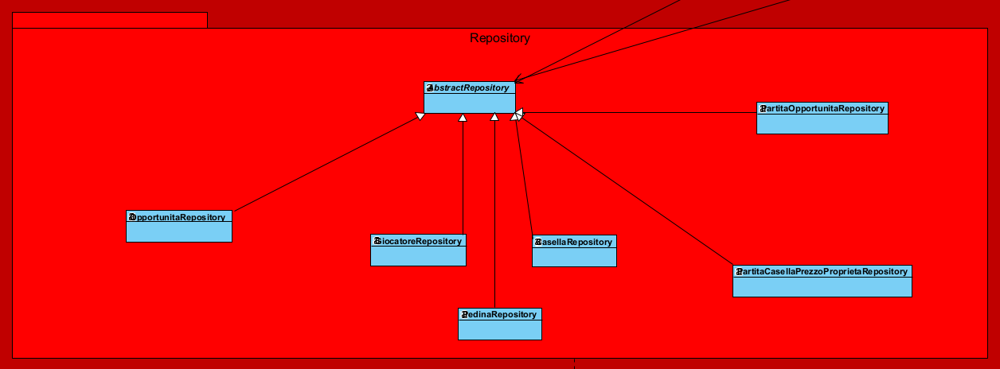 Repository
AbstractRepository
PartitaOpportunitaRepository
OpportunitaRepository
GiocatoreRepository
CasellaRepository
PartitaCasellaPrezzoProprietaRepository
PedinaRepository